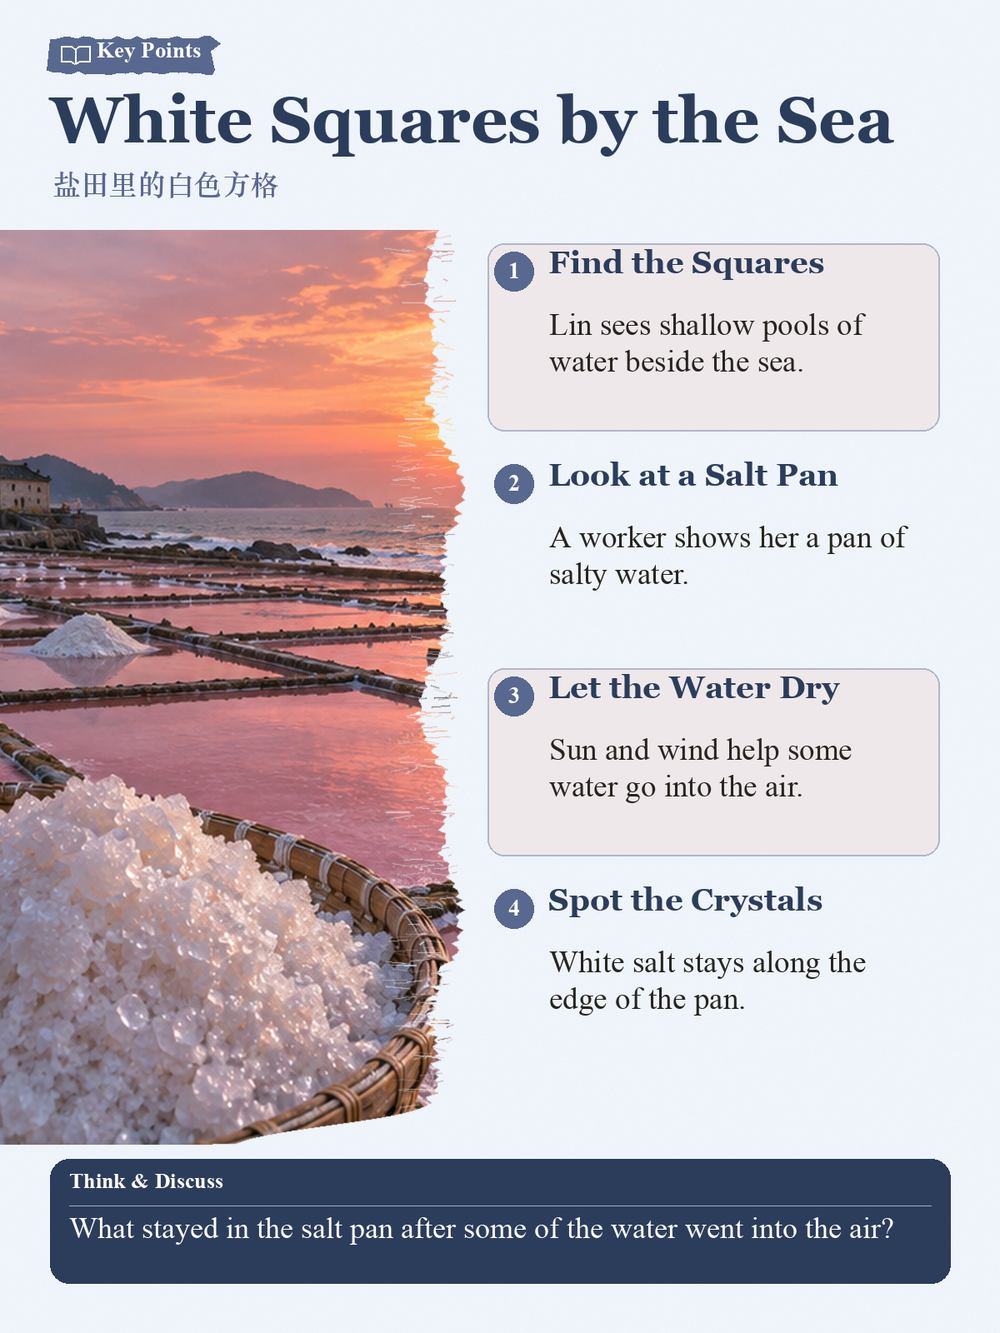 Key Points
White Squares by the Sea
盐田里的白色方格
1 Find the Squares
Lin sees shallow pools of
water beside the sea.
2 Look at a Salt Pan
A worker shows her a pan of
salty water.
3 Let the Water Dry
Sun and wind help some
water go into the air.
4 Spot the Crystals
White salt stays along the
edge of the pan.
Think & Discuss
What stayed in the salt pan after some of the water went into the air?